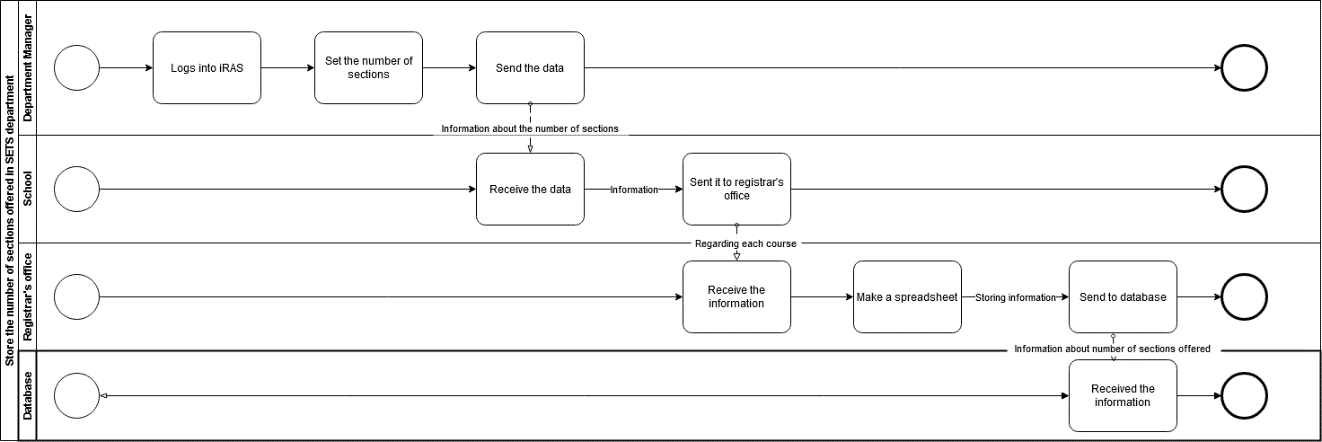 Store the number of sections offered in SETS department
Department Manager
Logs into iRAS
Set the number of
sections
Send the data
Information about the number of sections
School
Receive the data
Information
Sent it to registrar's
office
Regarding each course
Registrar's office
Receive the
information
Make a spreadsheet
Storing information
Send to database
Information about number of sections offered
Database
Received the
information